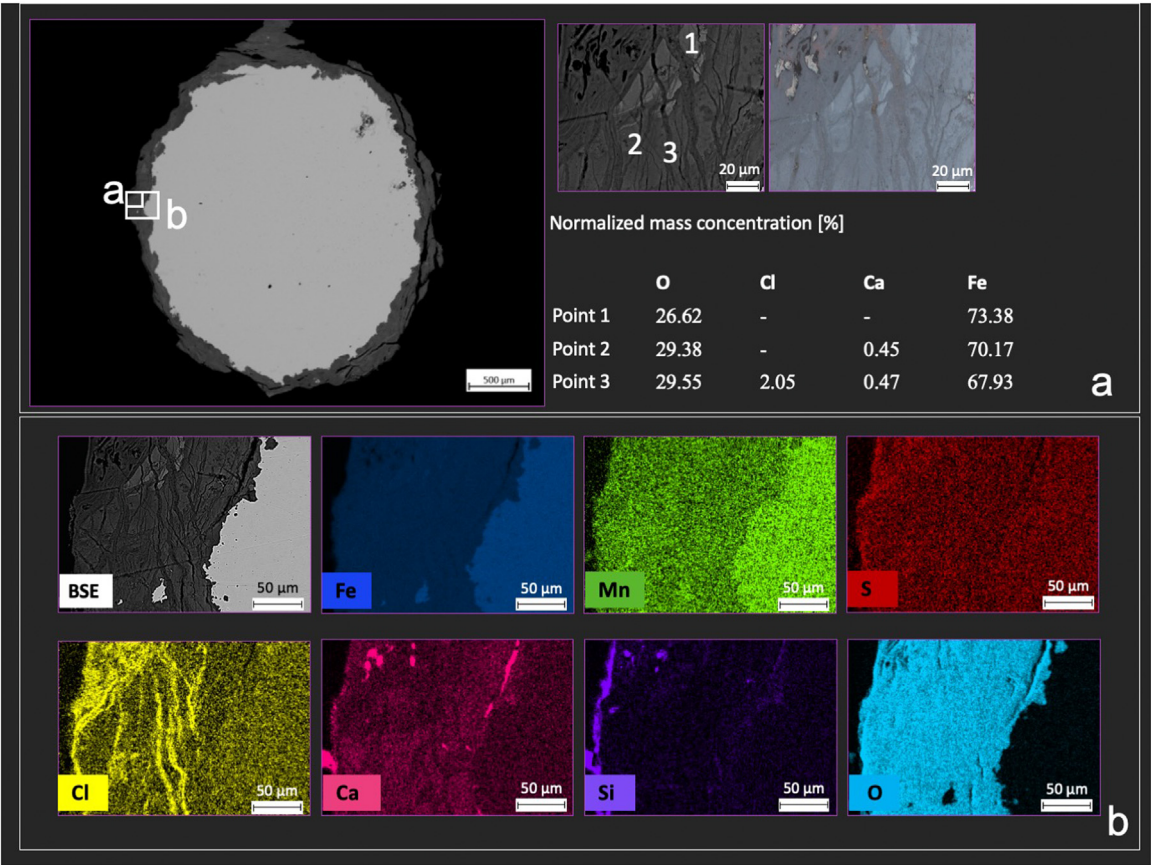 a
b
500 µm
1
2
3
20 µm
20 µm
Normalized mass concentration [%]
O Cl Ca Fe
Point 1 26.62 - - 73.38
Point 2 29.38 - 0.45 70.17
Point 3 29.55 2.05 0.47 67.93
a
BSE 50 µm
Fe 50 µm
Mn 50 µm
S 50 µm
Cl 50 µm
Ca 50 µm
Si 50 µm
O 50 µm
b